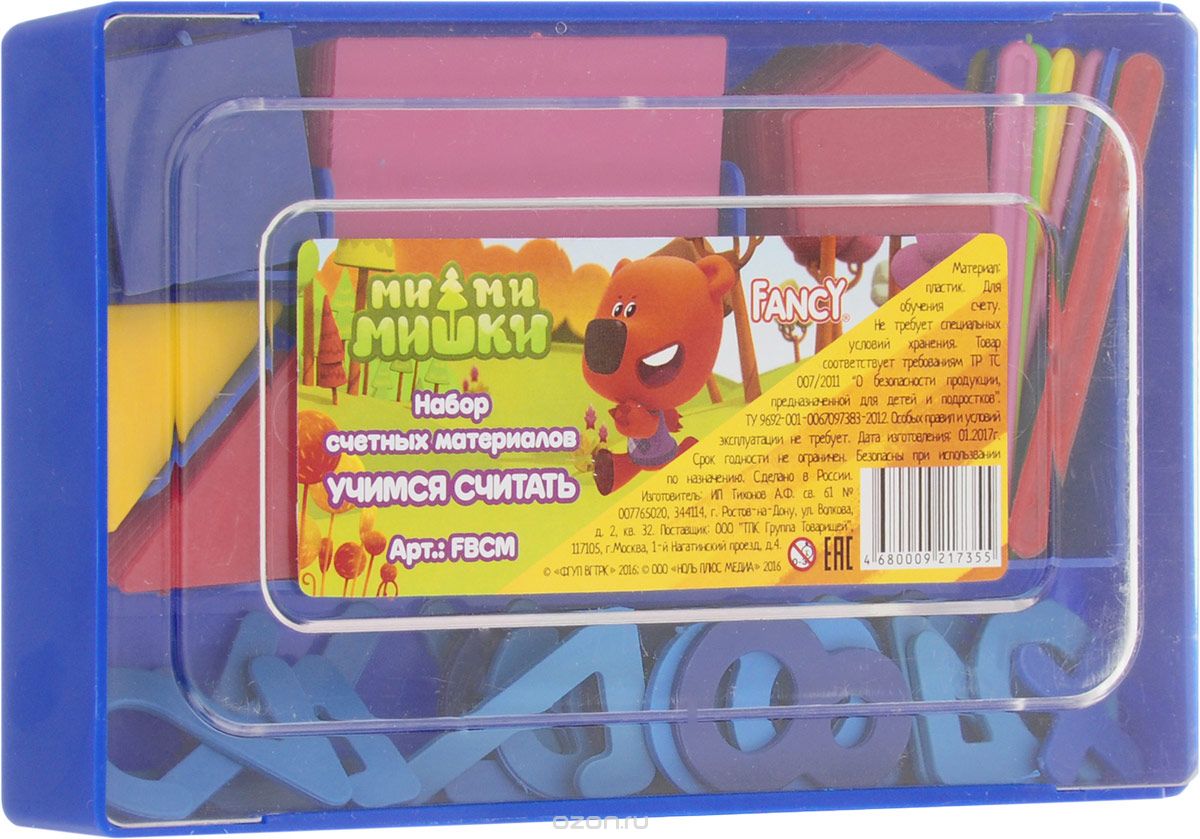 МИ МИ
МИШКИ
FANCY®
Набор
счетных материалов
УЧИМСЯ СЧИТАТЬ
Арт.: FBCM
Материал:
пластик. Для
обучения счету.
Не требует специальных
условий хранения. Товар
соответствует требованиям ТР ТС
007/2011 "О безопасности продукции,
предназначенной для детей и подростков".
ТУ 9692-001-0067097383-2012. Особых правил и условий
эксплуатации не требует. Дата изготовления: 01.2017г.
Срок годности не ограничен. Безопасны при использвании
по назначению. Сделано в России.
Изготовитель: ИП Тихонов А.Ф. св. 61 №
007765020, 344114, г. Ростов-на-Дону, ул. Волкова,
д. 2, кв. 32. Поставщик: ООО "ТПК Группа Товарищей",
117105, г.Москва, 1-й Нагатинский проезд, д.4.
0-3
EAC
4 680009 217355
© «ФГУП ВГТРК» 2016; © ООО «НОЛЬ ПЛЮС МЕДИА» 2016
ozon.ru